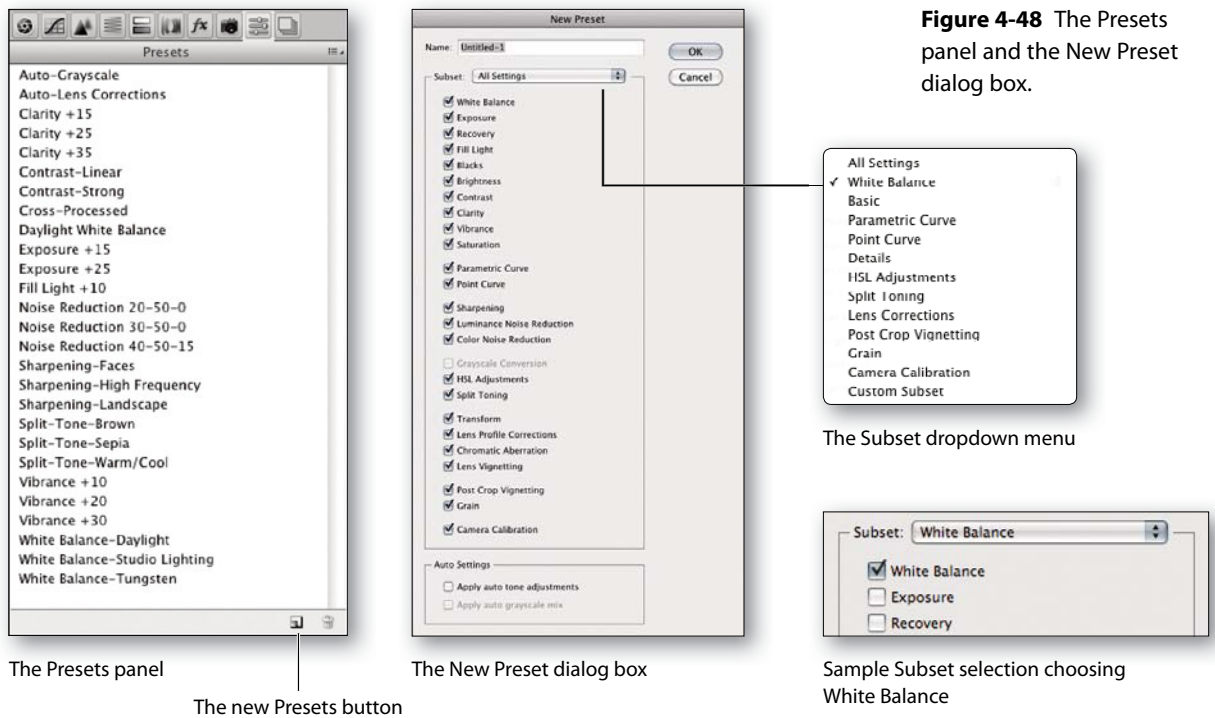 Presets
Auto-Grayscale
Auto-Lens Corrections
Clarity +15
Clarity +25
Clarity +35
Contrast-Linear
Contrast-Strong
Cross-Processed
Daylight White Balance
Exposure +15
Exposure +25
Fill Light +10
Noise Reduction 20-50-0
Noise Reduction 30-50-0
Noise Reduction 40-50-15
Sharpening-Faces
Sharpening-High Frequency
Sharpening-Landscape
Split-Tone-Brown
Split-Tone-Sepia
Split-Tone-Warm/Cool
Vibrance +10
Vibrance +20
Vibrance +30
White Balance-Daylight
White Balance-Studio Lighting
White Balance-Tungsten
The Presets panel
The new Presets button
New Preset
Name: Untitled-1
OK
Subset: All Settings
Cancel
White Balance
Exposure
Recovery
Fill Light
Blacks
Brightness
Contrast
Clarity
Vibrance
Saturation
Parametric Curve
Point Curve
Sharpening
Luminance Noise Reduction
Color Noise Reduction
Grayscale Conversion
HSL Adjustments
Split Toning
Transform
Lens Profile Corrections
Chromatic Aberration
Lens Vignetting
Post Crop Vignetting
Grain
Camera Calibration
Auto Settings
Apply auto tone adjustments
Apply auto grayscale mix
The New Preset dialog box
Figure 4-48 The Presets
panel and the New Preset
dialog box.
All Settings
White Balance
Basic
Parametric Curve
Point Curve
Details
HSL Adjustments
Split Toning
Lens Corrections
Post Crop Vignetting
Grain
Camera Calibration
Custom Subset
The Subset dropdown menu
Subset: White Balance
White Balance
Exposure
Recovery
Sample Subset selection choosing
White Balance